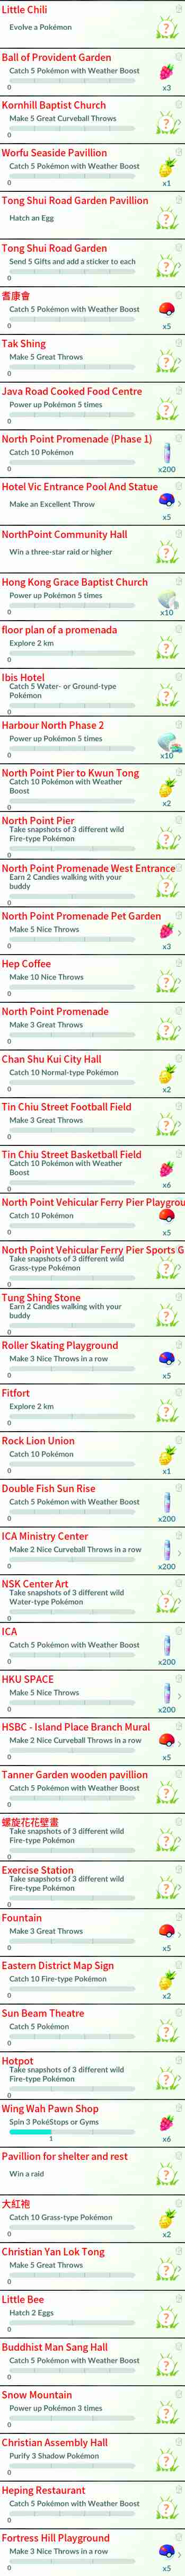 Little Chili
Evolve a Pokémon
Ball of Provident Garden
Catch 5 Pokémon with Weather Boost
0
x3
Kornhill Baptist Church
Make 5 Great Curveball Throws
0
Worfu Seaside Pavillion
Catch 5 Pokémon with Weather Boost
0
x1
Tong Shui Road Garden Pavillion
Hatch an Egg
Tong Shui Road Garden
Send 5 Gifts and add a sticker to each
0
耆康會
Catch 5 Pokémon with Weather Boost
0
x5
Tak Shing
Make 5 Great Throws
0
Java Road Cooked Food Centre
Power up Pokémon 5 times
0
North Point Promenade (Phase 1)
Catch 10 Pokémon
0
x200
Hotel Vic Entrance Pool And Statue
Make an Excellent Throw
x5
NorthPoint Community Hall
Win a three-star raid or higher
Hong Kong Grace Baptist Church
Power up Pokémon 5 times
0
x10
floor plan of a promenada
Explore 2 km
0
Ibis Hotel
Catch 5 Water- or Ground-type
Pokémon
0
Harbour North Phase 2
Power up Pokémon 5 times
0
x10
North Point Pier to Kwun Tong
Catch 10 Pokémon with Weather
Boost
0
x2
North Point Pier
Take snapshots of 3 different wild
Fire-type Pokémon
0
North Point Promenade West Entrance
Earn 2 Candies walking with your
buddy
0
North Point Promenade Pet Garden
Make 5 Nice Throws
0
x3
Hep Coffee
Make 10 Nice Throws
0
North Point Promenade
Make 3 Great Throws
0
Chan Shu Kui City Hall
Catch 10 Normal-type Pokémon
0
x2
Tin Chiu Street Football Field
Make 3 Great Throws
0
Tin Chiu Street Basketball Field
Catch 10 Pokémon with Weather
Boost
0
x6
North Point Vehicular Ferry Pier Playgrou
Catch 10 Pokémon
0
x5
North Point Vehicular Ferry Pier Sports G
Take snapshots of 3 different wild
Grass-type Pokémon
0
Tung Shing Stone
Earn 2 Candies walking with your
buddy
0
Roller Skating Playground
Make 3 Nice Throws in a row
0
x5
Fitfort
Explore 2 km
0
Rock Lion Union
Catch 10 Pokémon
0
x1
Double Fish Sun Rise
Catch 5 Pokémon with Weather Boost
0
x200
ICA Ministry Center
Make 2 Nice Curveball Throws in a row
0
x200
NSK Center Art
Take snapshots of 3 different wild
Water-type Pokémon
0
ICA
Catch 5 Pokémon with Weather Boost
0
x200
HKU SPACE
Make 5 Nice Throws
0
x200
HSBC - Island Place Branch Mural
Make 2 Nice Curveball Throws in a row
0
x5
Tanner Garden wooden pavillion
Catch 5 Pokémon with Weather Boost
0
螺旋花花壁畫
Take snapshots of 3 different wild
Fire-type Pokémon
0
Exercise Station
Take snapshots of 3 different wild
Fire-type Pokémon
0
Fountain
Make 3 Great Throws
0
x5
Eastern District Map Sign
Catch 10 Fire-type Pokémon
0
x2
Sun Beam Theatre
Catch 5 Pokémon
0
Hotpot
Take snapshots of 3 different wild
Fire-type Pokémon
0
Wing Wah Pawn Shop
Spin 3 PokéStops or Gyms
1
x6
Pavillion for shelter and rest
Win a raid
大紅袍
Catch 10 Grass-type Pokémon
0
x2
Christian Yan Lok Tong
Make 5 Great Throws
0
Little Bee
Hatch 2 Eggs
0
Buddhist Man Sang Hall
Catch 5 Pokémon with Weather Boost
0
Snow Mountain
Power up Pokémon 3 times
0
Christian Assembly Hall
Purify 3 Shadow Pokémon
0
Heping Restaurant
Catch 5 Pokémon with Weather Boost
0
Fortress Hill Playground
Make 3 Nice Throws in a row
0
x5